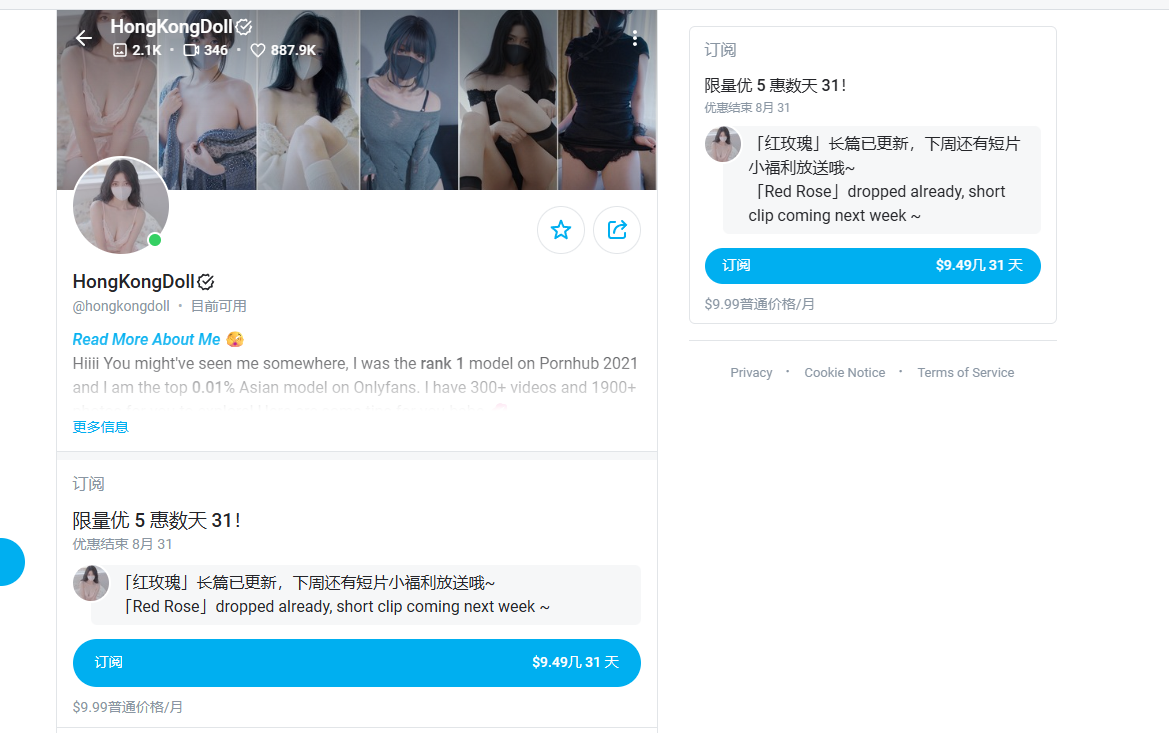 HongKongDoll
2.1K · 346 · 887.9K
HongKongDoll
@hongkongdoll · 目前可用
Read More About Me
Hiiii You might've seen me somewhere, I was the rank 1 model on Pornhub 2021
and I am the top 0.01% Asian model on Onlyfans. I have 300+ videos and 1900+
更多信息
订阅
限量优 5 惠数天 31！
优惠结束 8月 31
「红玫瑰」长篇已更新，下周还有短片小福利放送哦~
「Red Rose」dropped already, short clip coming next week ~
订阅 $9.49几 31 天
$9.99普通价格/月
订阅
限量优 5 惠数天 31！
优惠结束 8月 31
「红玫瑰」长篇已更新，下周还有短片
小福利放送哦~
「Red Rose」dropped already, short
clip coming next week ~
订阅 $9.49几 31 天
$9.99普通价格/月
Privacy · Cookie Notice · Terms of Service